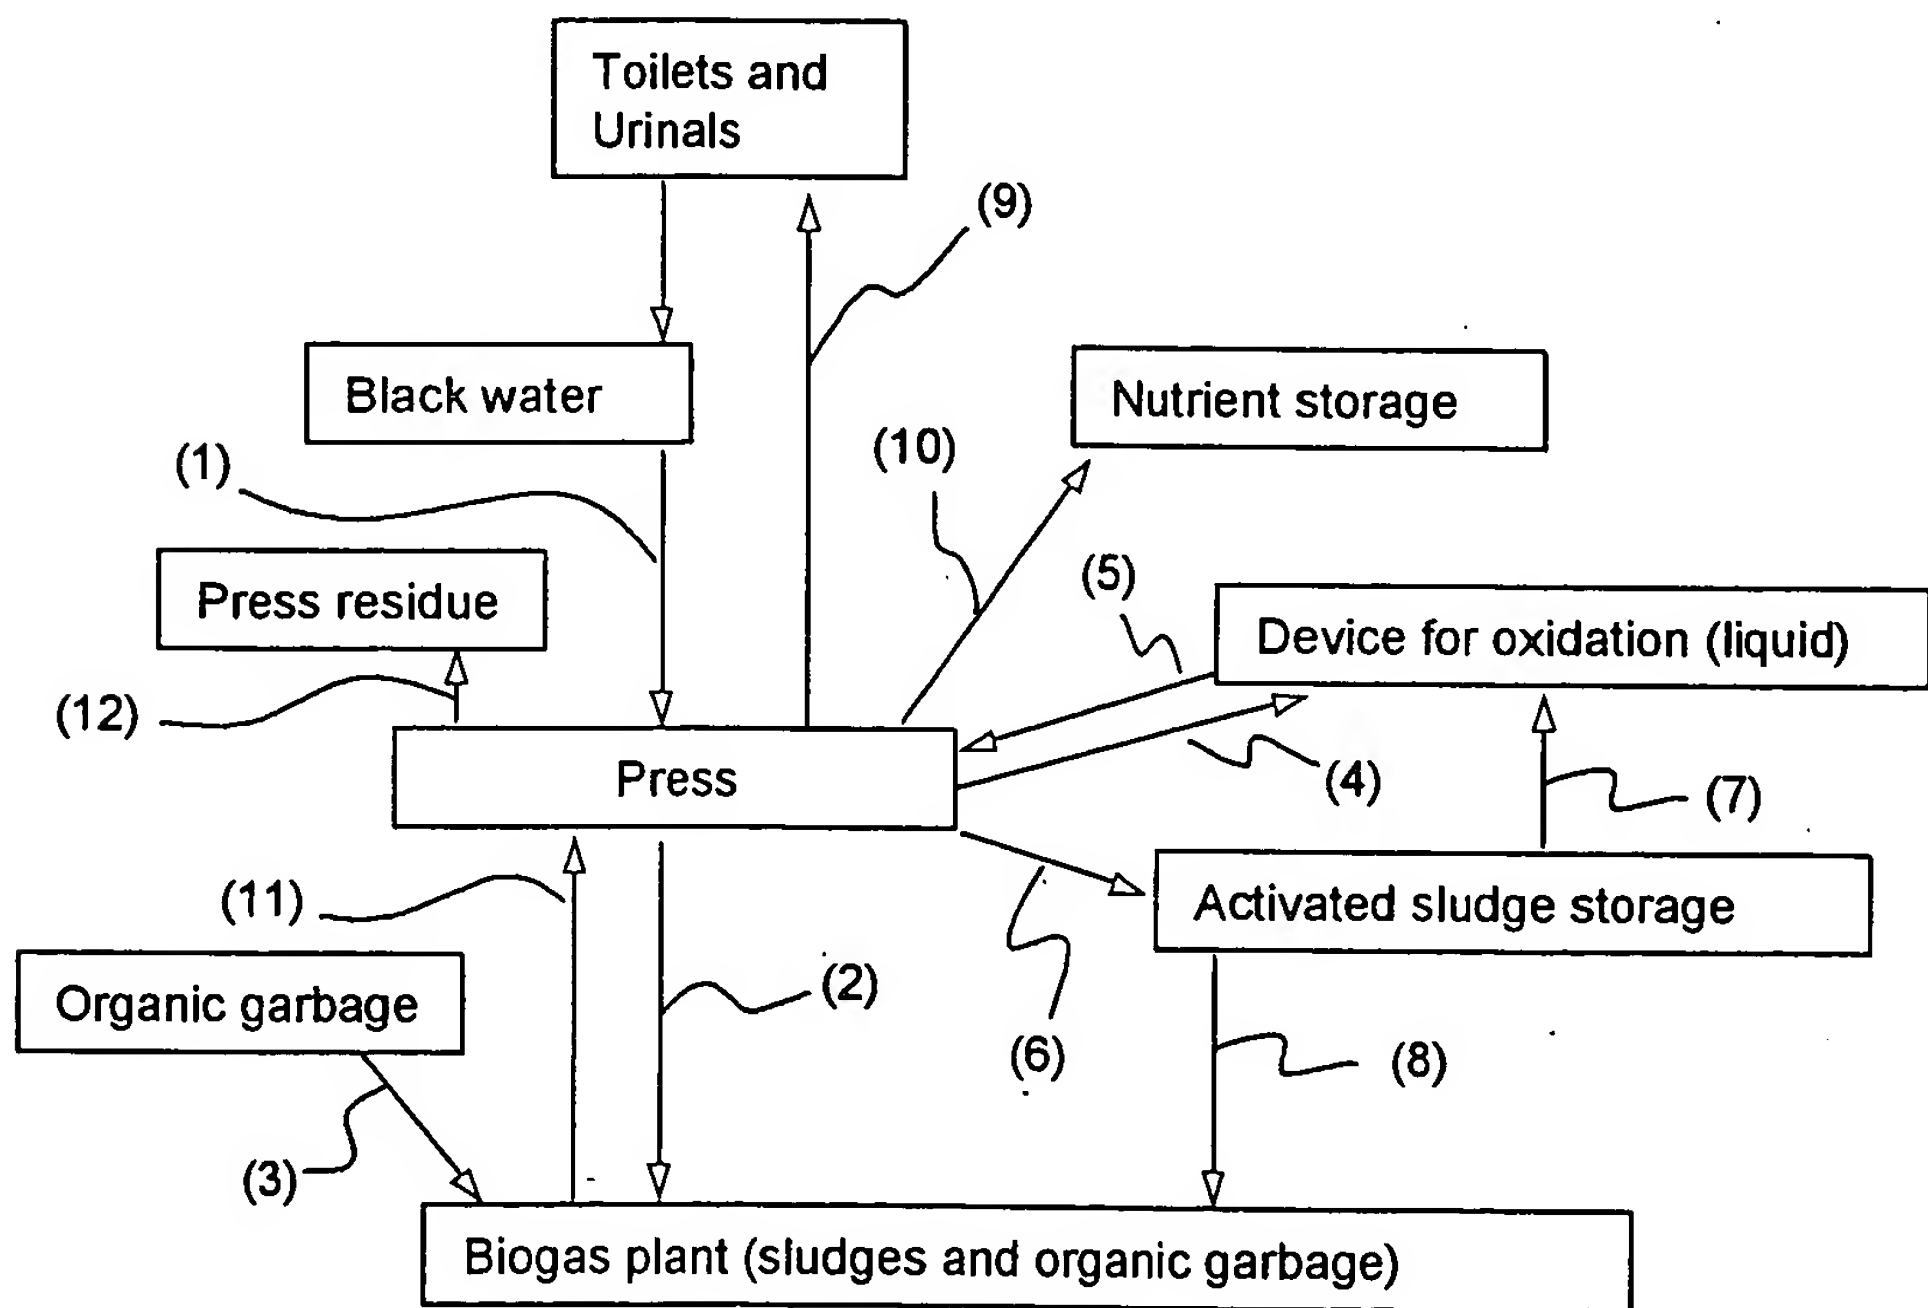 Toilets and
Urinals
(9)
Black water
Nutrient storage
(1)
(10)
Press residue
(5)
Device for oxidation (liquid)
(12)
Press
(4)
(7)
(11)
Activated sludge storage
Organic garbage
(2)
(6)
(8)
(3)
Biogas plant (sludges and organic garbage)